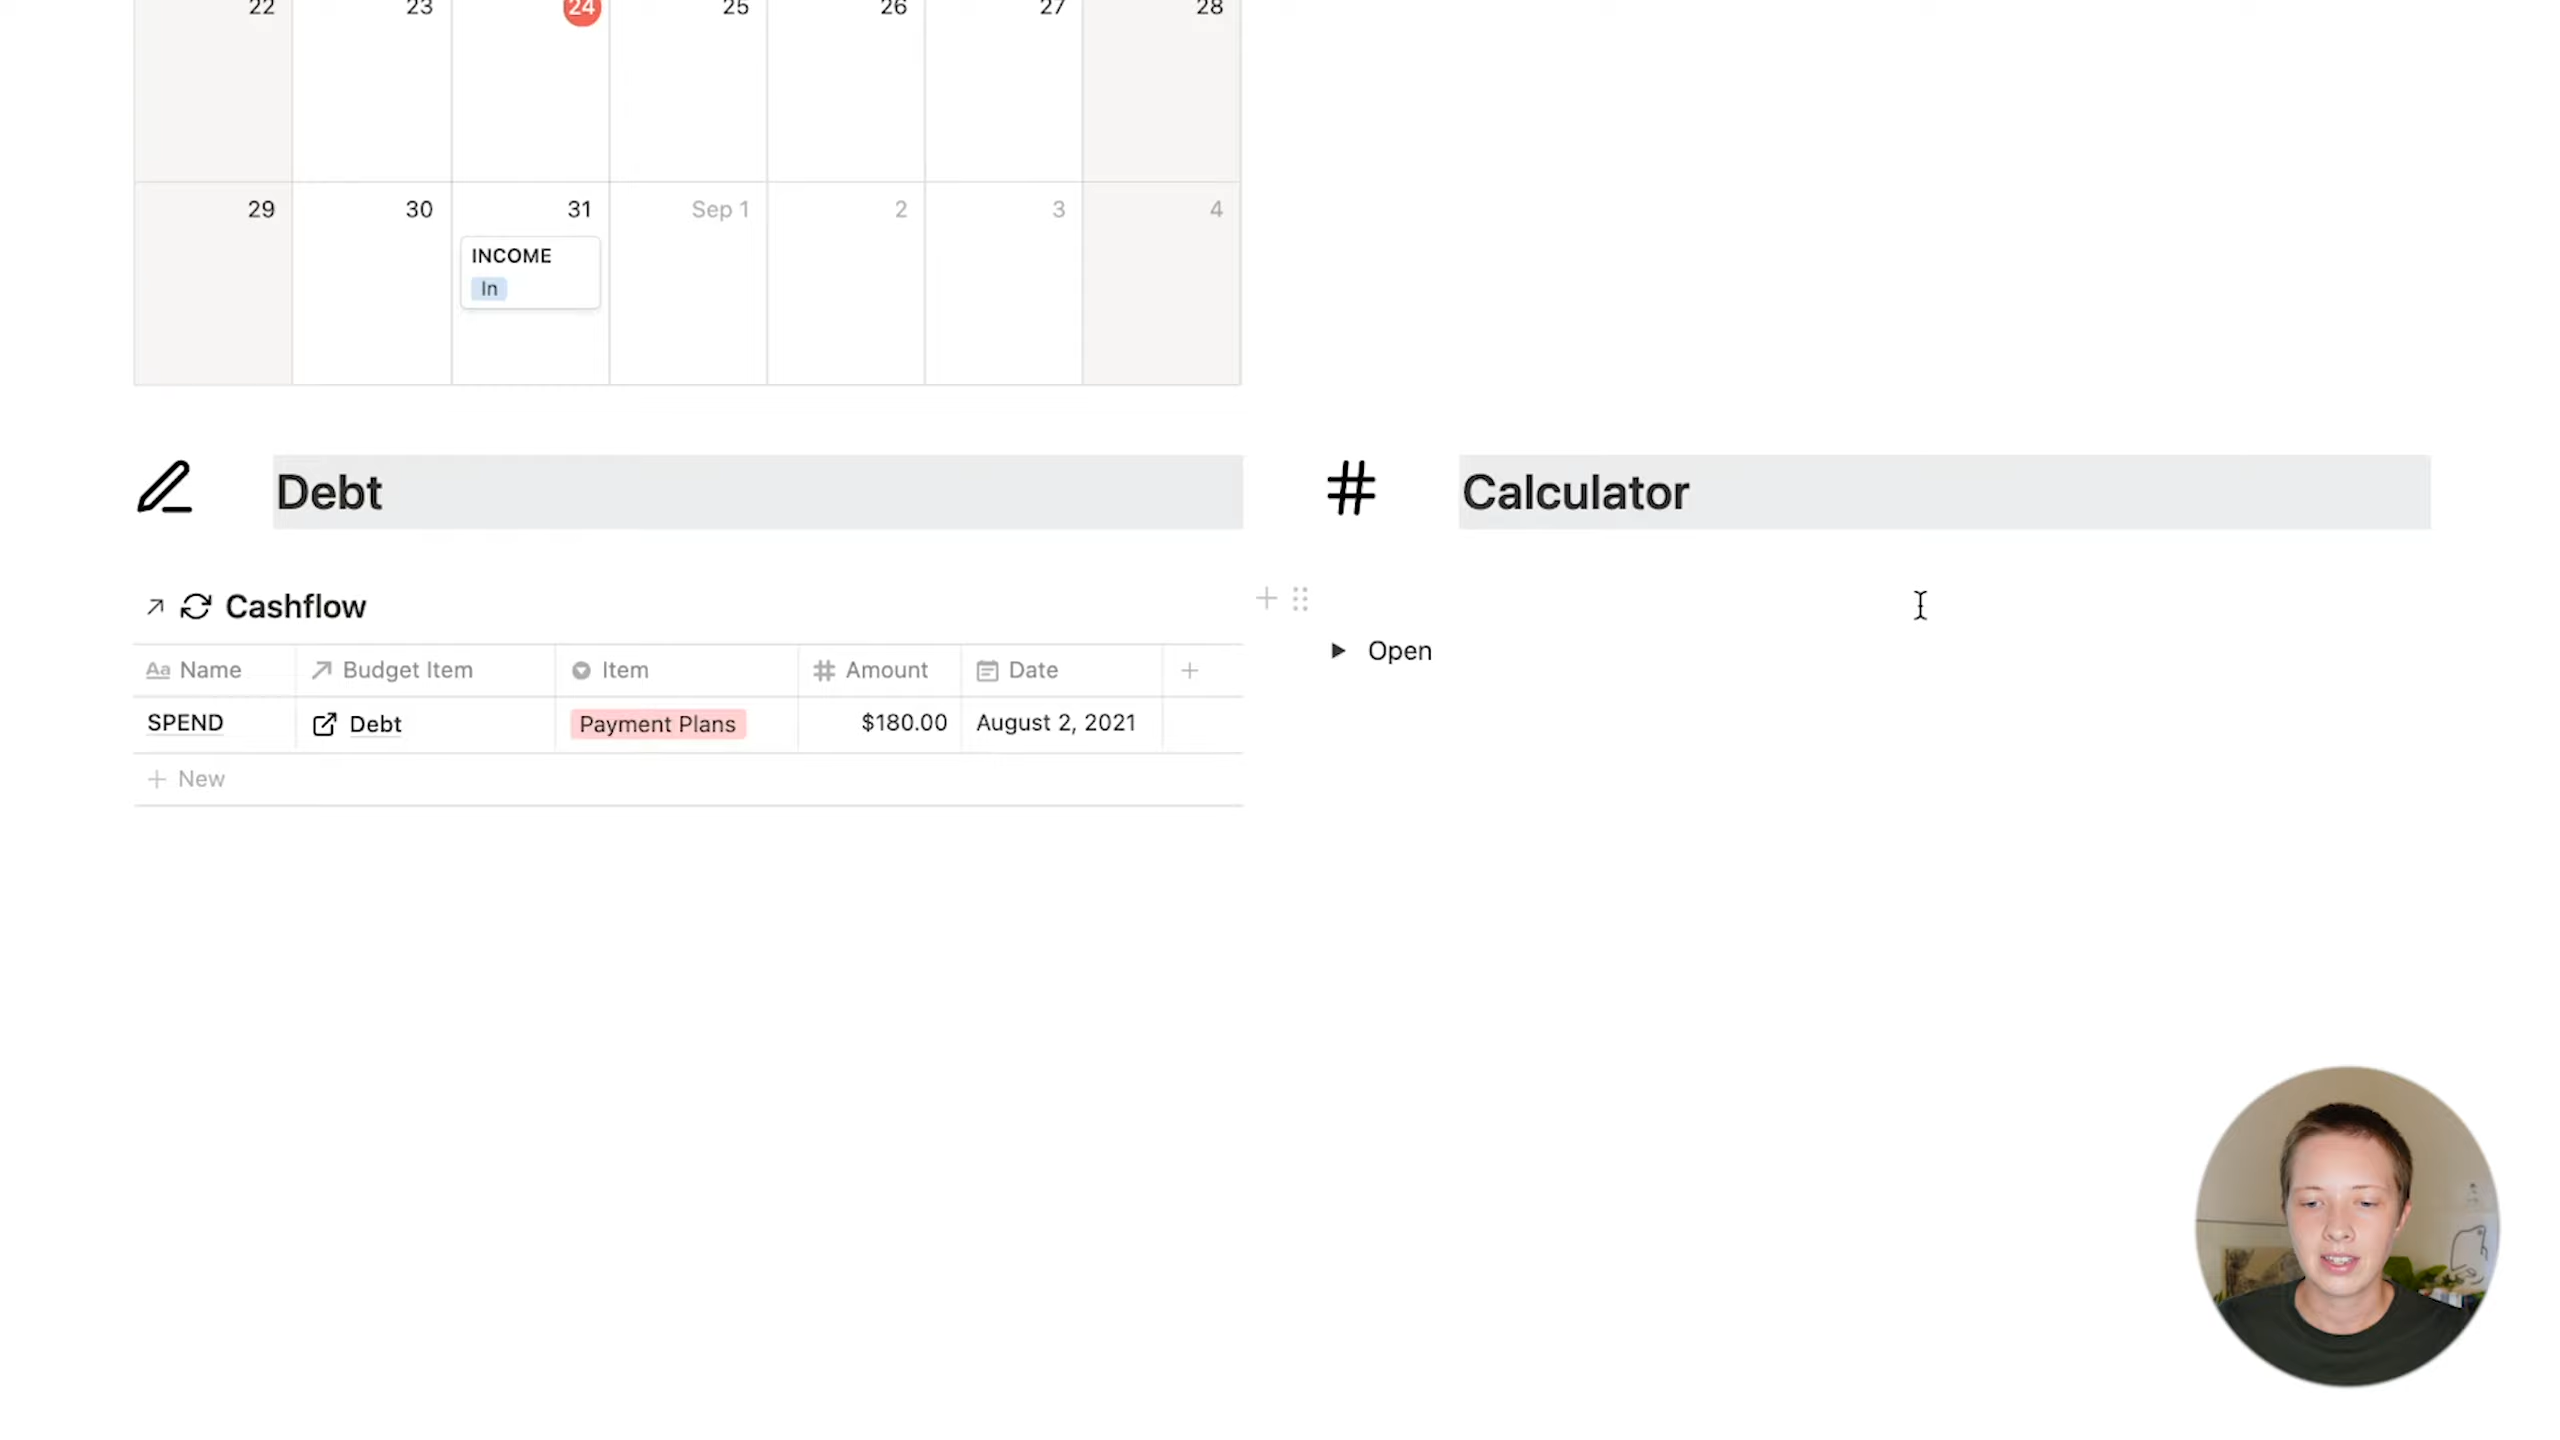 22 23 24 25 26 27 28
29 30 31 Sep 1 2 3 4
INCOME
In
Debt
Calculator
Cashflow
Open
Aa Name Budget Item Item # Amount Date +
SPEND Debt Payment Plans $180.00 August 2, 2021
+ New